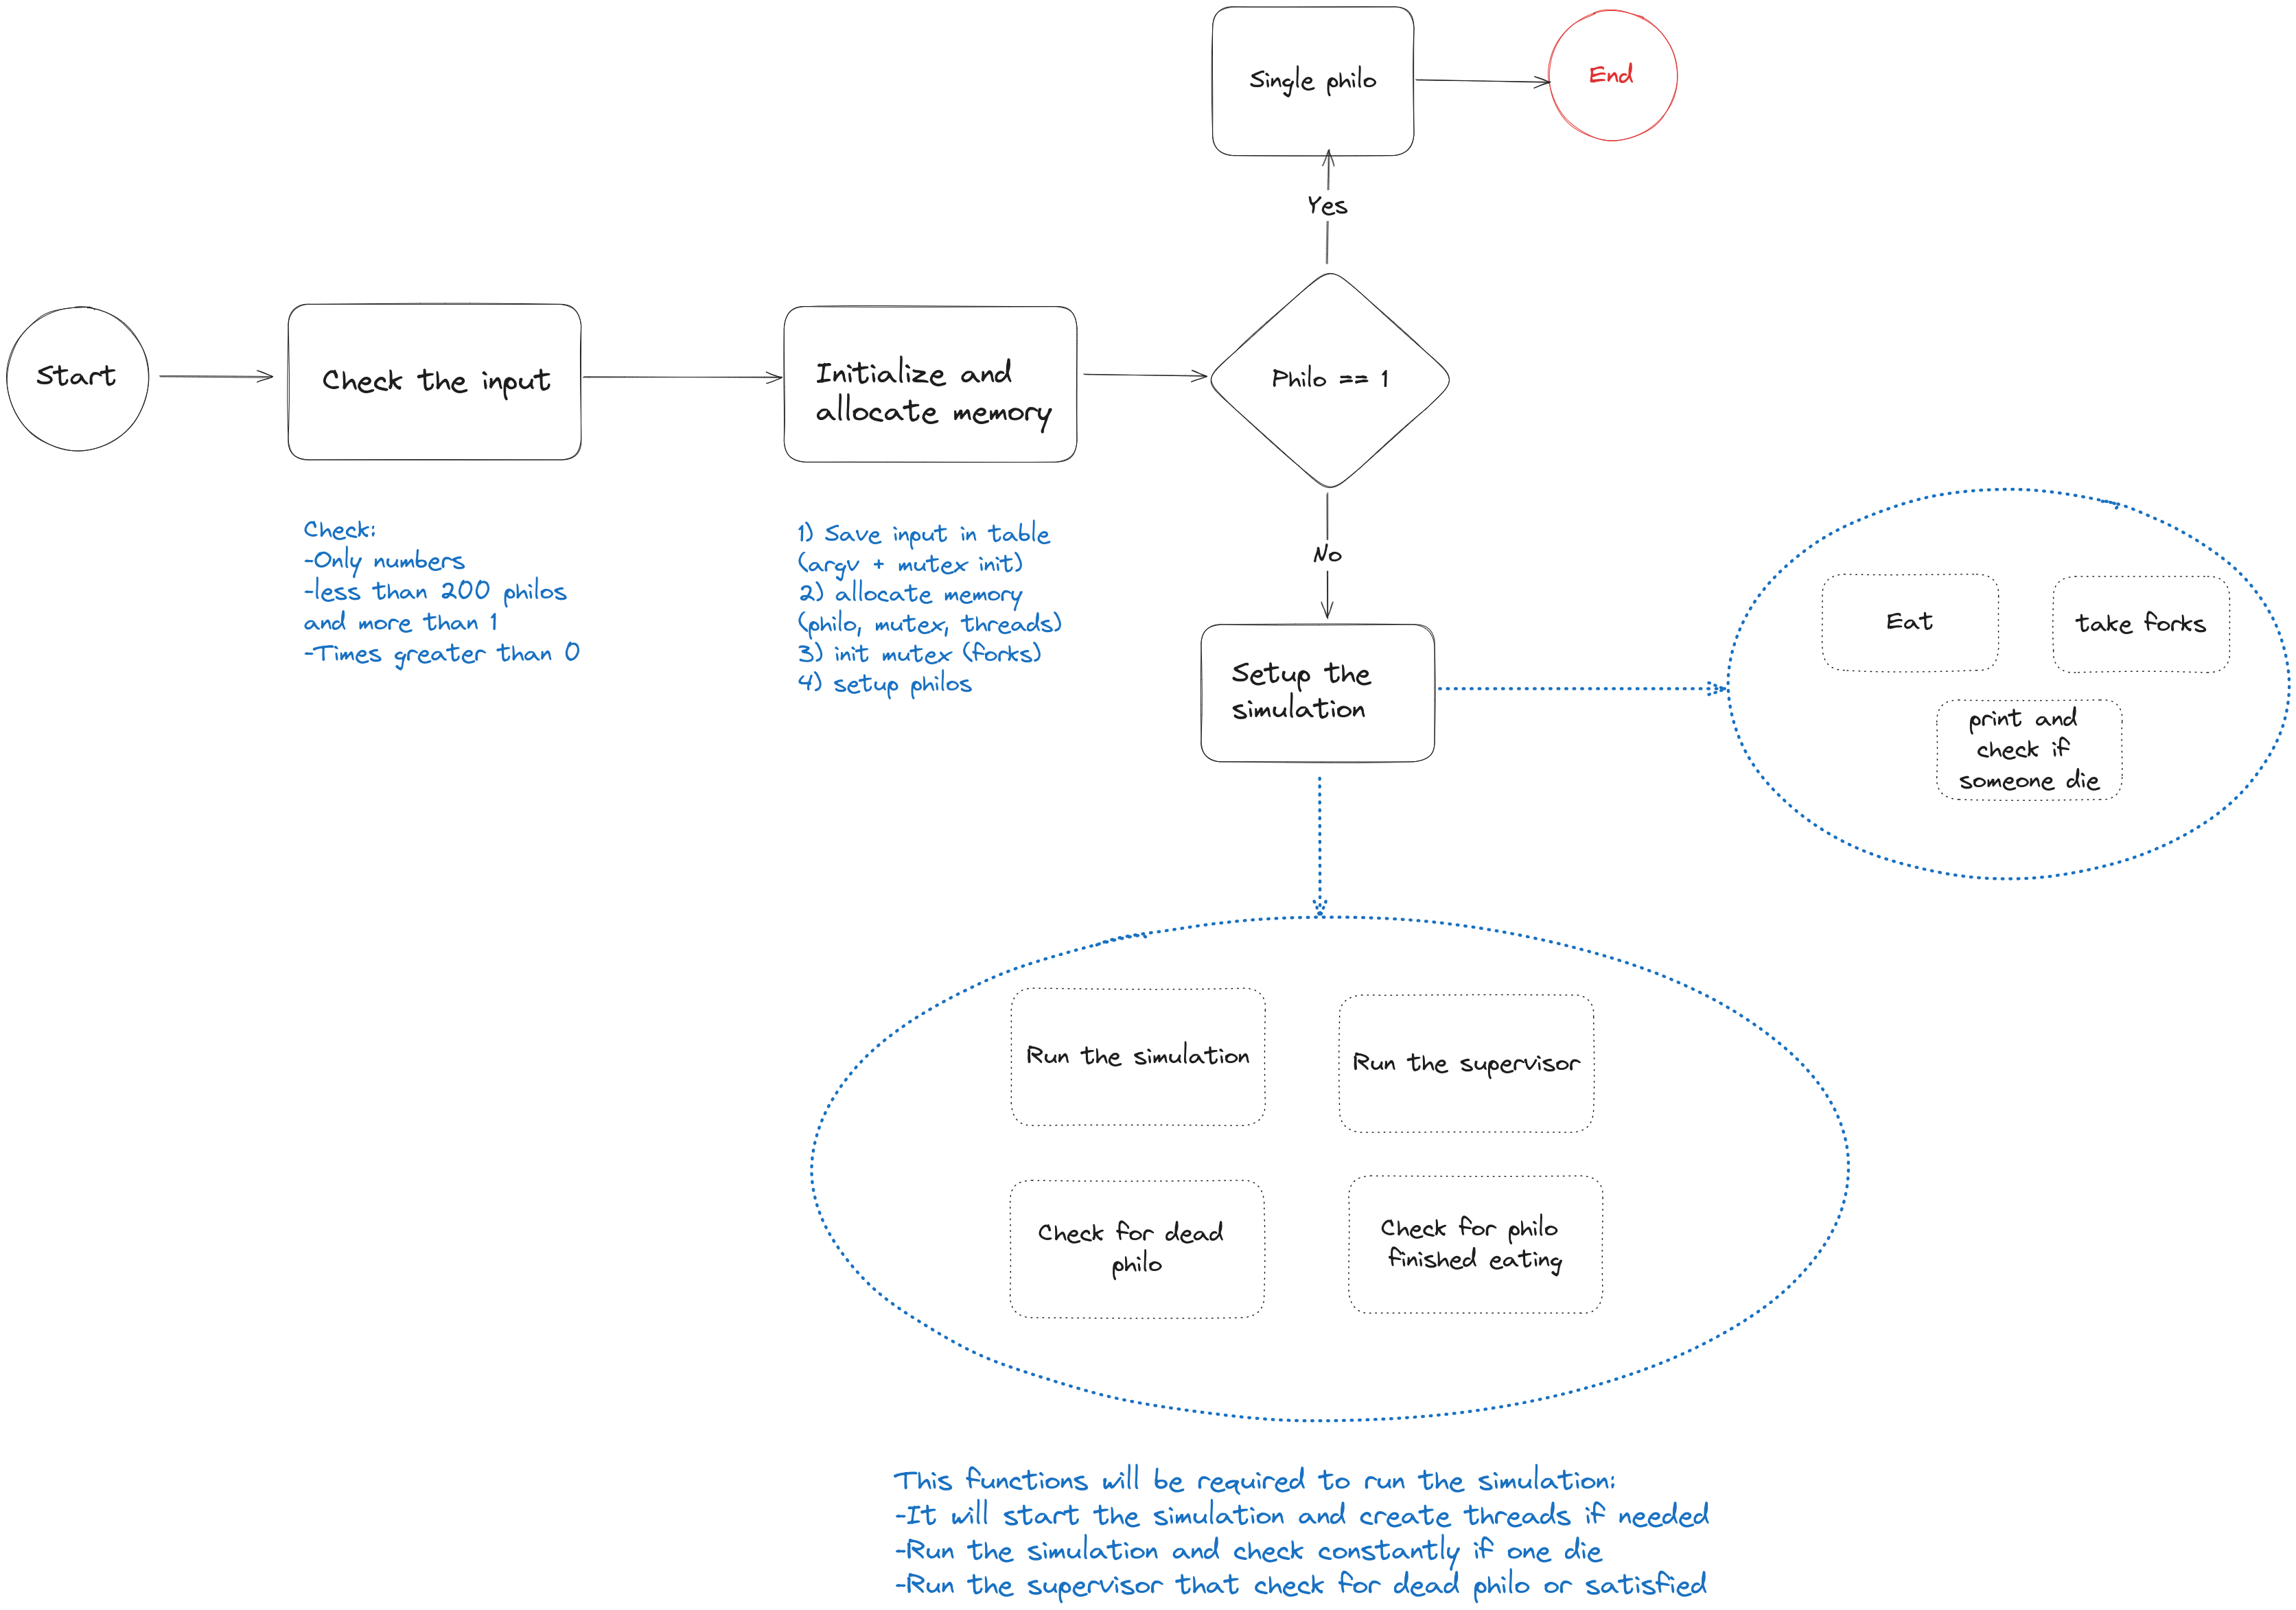 Single philo
End
Yes
Start
Check the input
Initialize and
allocate memory
Philo == 1
Check:
-Only numbers
-less than 200 philos
and more than 1
-Times greater than 0
1) Save input in table
(argv + mutex init)
2) allocate memory
(philo, mutex, threads)
3) init mutex (forks)
4) setup philos
No
Setup the
simulation
Eat
take forks
print and
check if
someone die
Run the simulation
Run the supervisor
Check for dead
philo
Check for philo
finished eating
This functions will be required to run the simulation:
-It will start the simulation and create threads if needed
-Run the simulation and check constantly if one die
-Run the supervisor that check for dead philo or satisfied